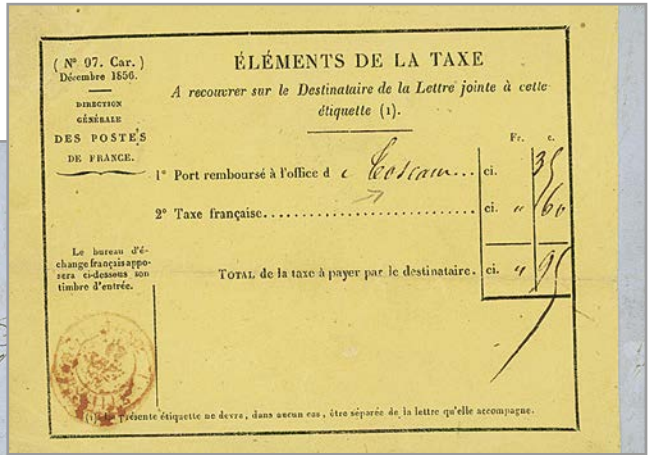 ( Nº 97. Car. )
Décembre 1856.
DIRECTION
GÉNÉRALE
DES POSTES
DE FRANCE.
ÉLÉMENTS DE LA TAXE
A recouvrer sur le Destinataire de la Lettre jointe à cette
étiquette (1).
Fr. c.
1° Port remboursé à l'office d e Toscane... ci. 35
2° Taxe française........................... ci. " 60
TOTAL de la taxe à payer par le destinataire. ci. " 95
Le bureau d'é-
change français appo-
sera ci-dessous son
timbre d'entrée.
(1) La présente étiquette ne devra, dans aucun cas, être séparée de la lettre qu'elle accompagne.